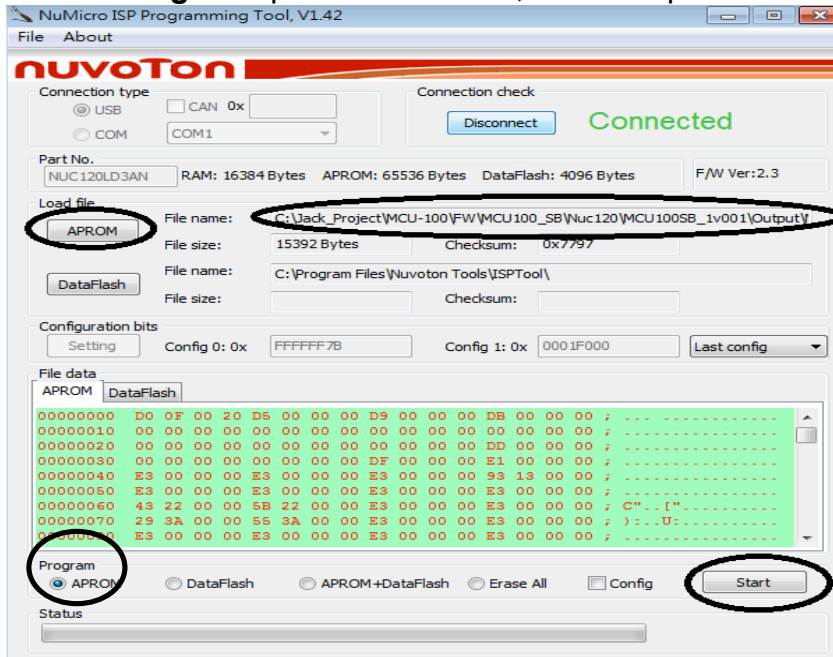 NuMicro ISP Programming Tool, V1.42
File About
nuvoTon
Connection type
USB CAN 0x
COM COM1
Connection check
Disconnect Connected
Part No.
NUC120LD3AN RAM: 16384 Bytes APROM: 65536 Bytes DataFlash: 4096 Bytes F/W Ver:2.3
Load file
APROM
File name: C:\Jack_Project\MCU-100\FW\MCU100_SB\Nuc120\MCU100SB_1v001\Output\
File size: 15392 Bytes Checksum: 0x7797
DataFlash
File name: C:\Program Files\Nuvoton Tools\ISPTool\
File size: Checksum:
Configuration bits
Setting Config 0: 0x FFFFFF7B Config 1: 0x 0001F000 Last config
File data
APROM DataFlash
00000000 D0 0F 00 20 D5 00 00 00 D9 00 00 00 DB 00 00 00 ; ... ............
00000010 00 00 00 00 00 00 00 00 00 00 00 00 00 00 00 00 ; ................
00000020 00 00 00 00 00 00 00 00 00 00 00 00 DD 00 00 00 ; ................
00000030 00 00 00 00 00 00 00 00 DF 00 00 00 E1 00 00 00 ; ................
00000040 E3 00 00 00 E3 00 00 00 E3 00 00 00 93 13 00 00 ; ................
00000050 E3 00 00 00 E3 00 00 00 E3 00 00 00 E3 00 00 00 ; ................
00000060 43 22 00 00 5B 22 00 00 E3 00 00 00 E3 00 00 00 ; C"..["..........
00000070 29 3A 00 00 55 3A 00 00 E3 00 00 00 E3 00 00 00 ; ):..U:..........
E3 00 00 00 E3 00 00 00 E3 00 00 00 E3 00 00 00 ; ................
Program
APROM DataFlash APROM+DataFlash Erase All Config Start
Status